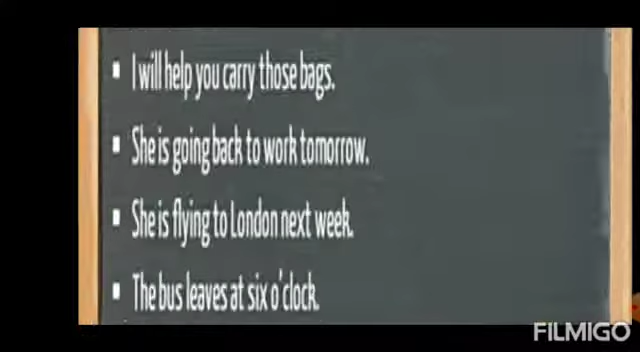 I will help you carry those bags.
She is going back to work tomorrow.
She is flying to London next week.
The bus leaves at six o'clock.
FILMIGO